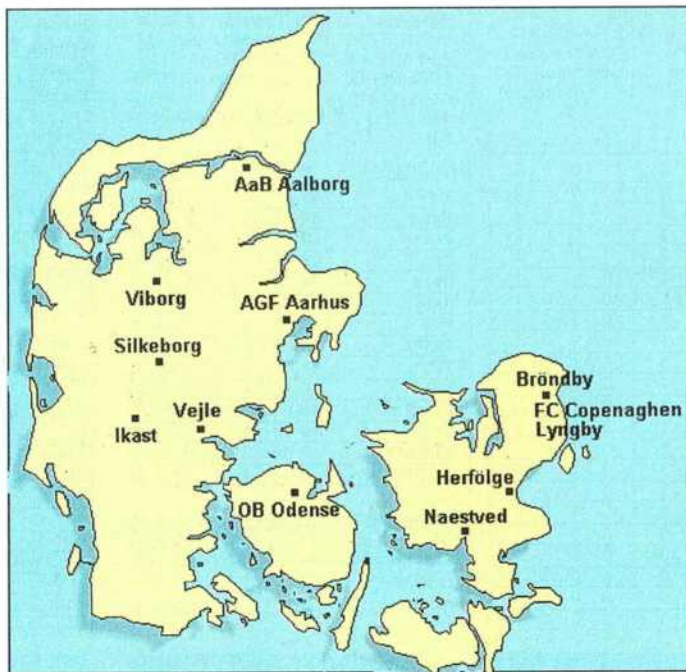 AaB Aalborg
Viborg
AGF Aarhus
Silkeborg
Bröndby
Vejle
FC Copenaghen
Ikast
Lyngby
Herfölge
OB Odense
Naestved